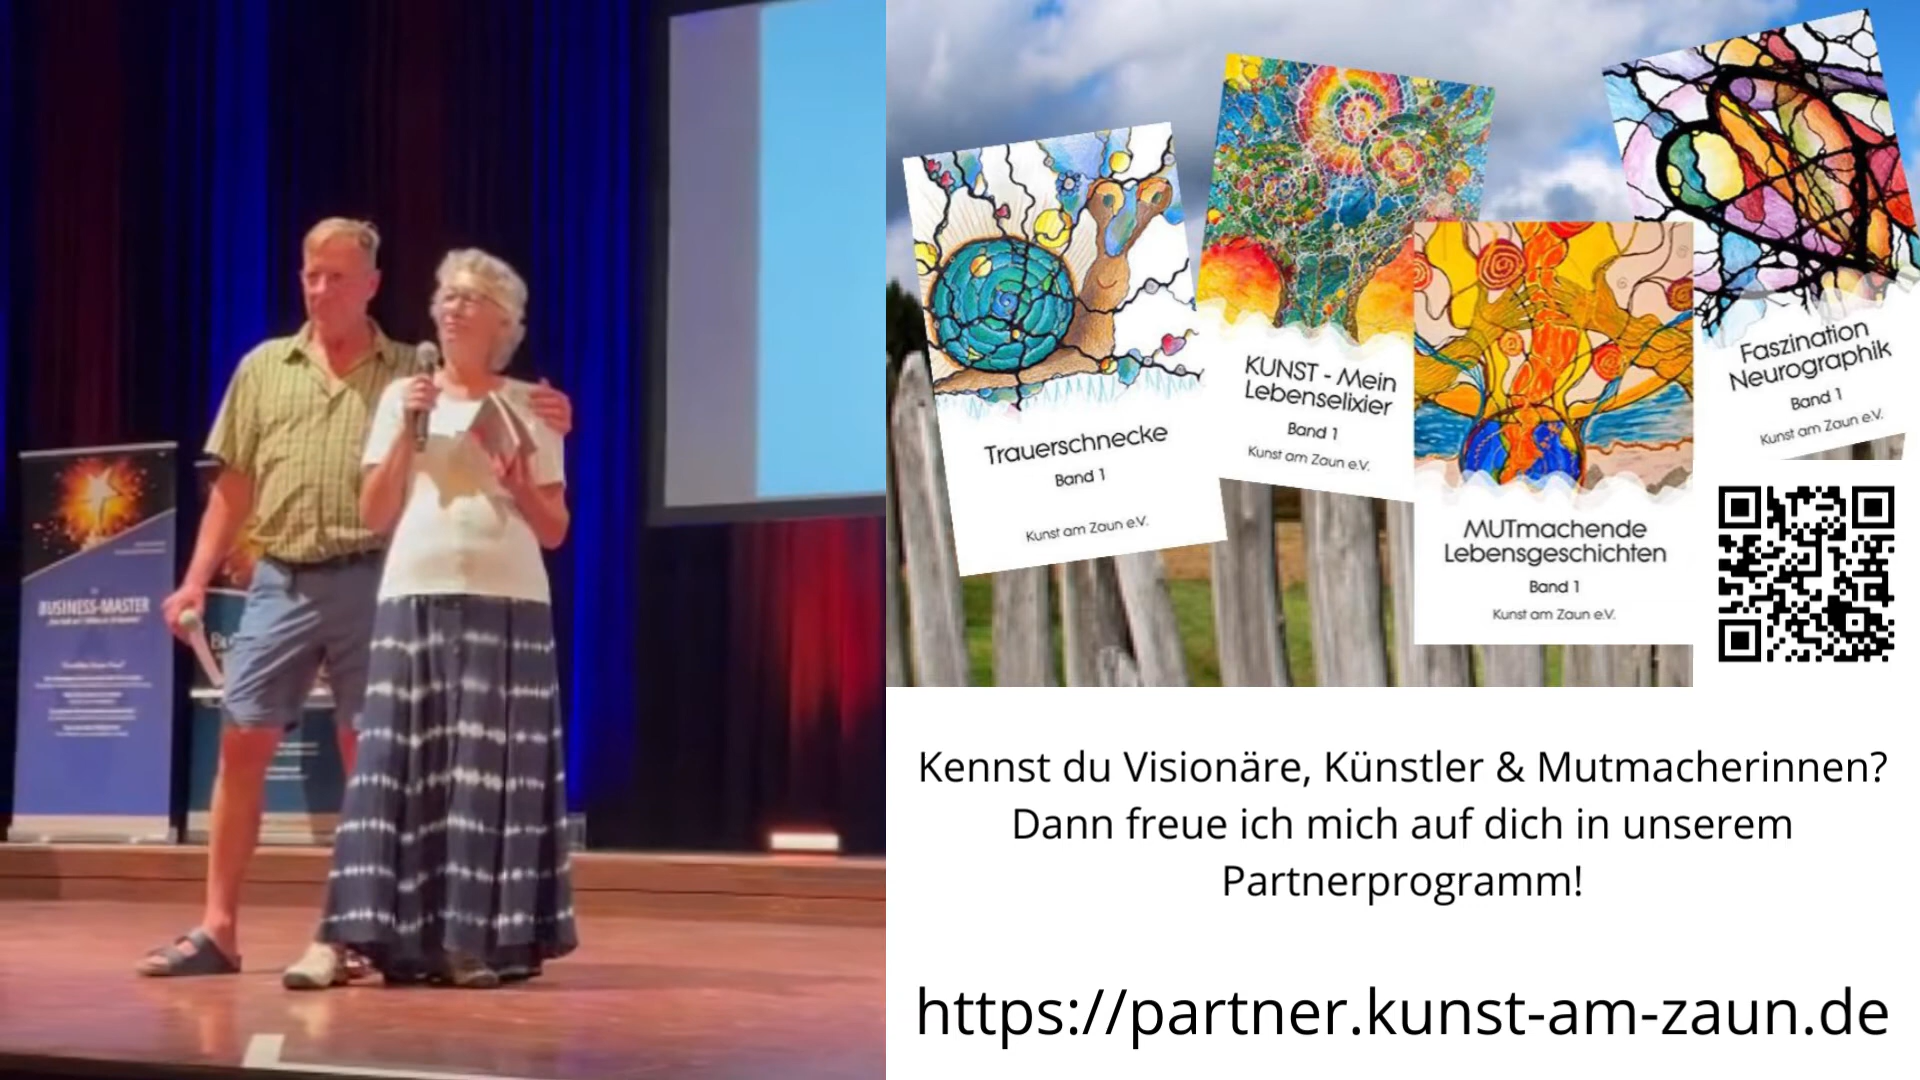 BUSINESS-MASTER
Trauerschnecke
Band 1
Kunst am Zaun e.V.
KUNST - Mein
Lebenselixier
Band 1
Kunst am Zaun e.V.
MUTmachende
Lebensgeschichten
Band 1
Kunst am Zaun e.V.
Faszination
Neurographik
Band 1
Kunst am Zaun e.V.
Kennst du Visionäre, Künstler & Mutmacherinnen?
Dann freue ich mich auf dich in unserem
Partnerprogramm!
https://partner.kunst-am-zaun.de